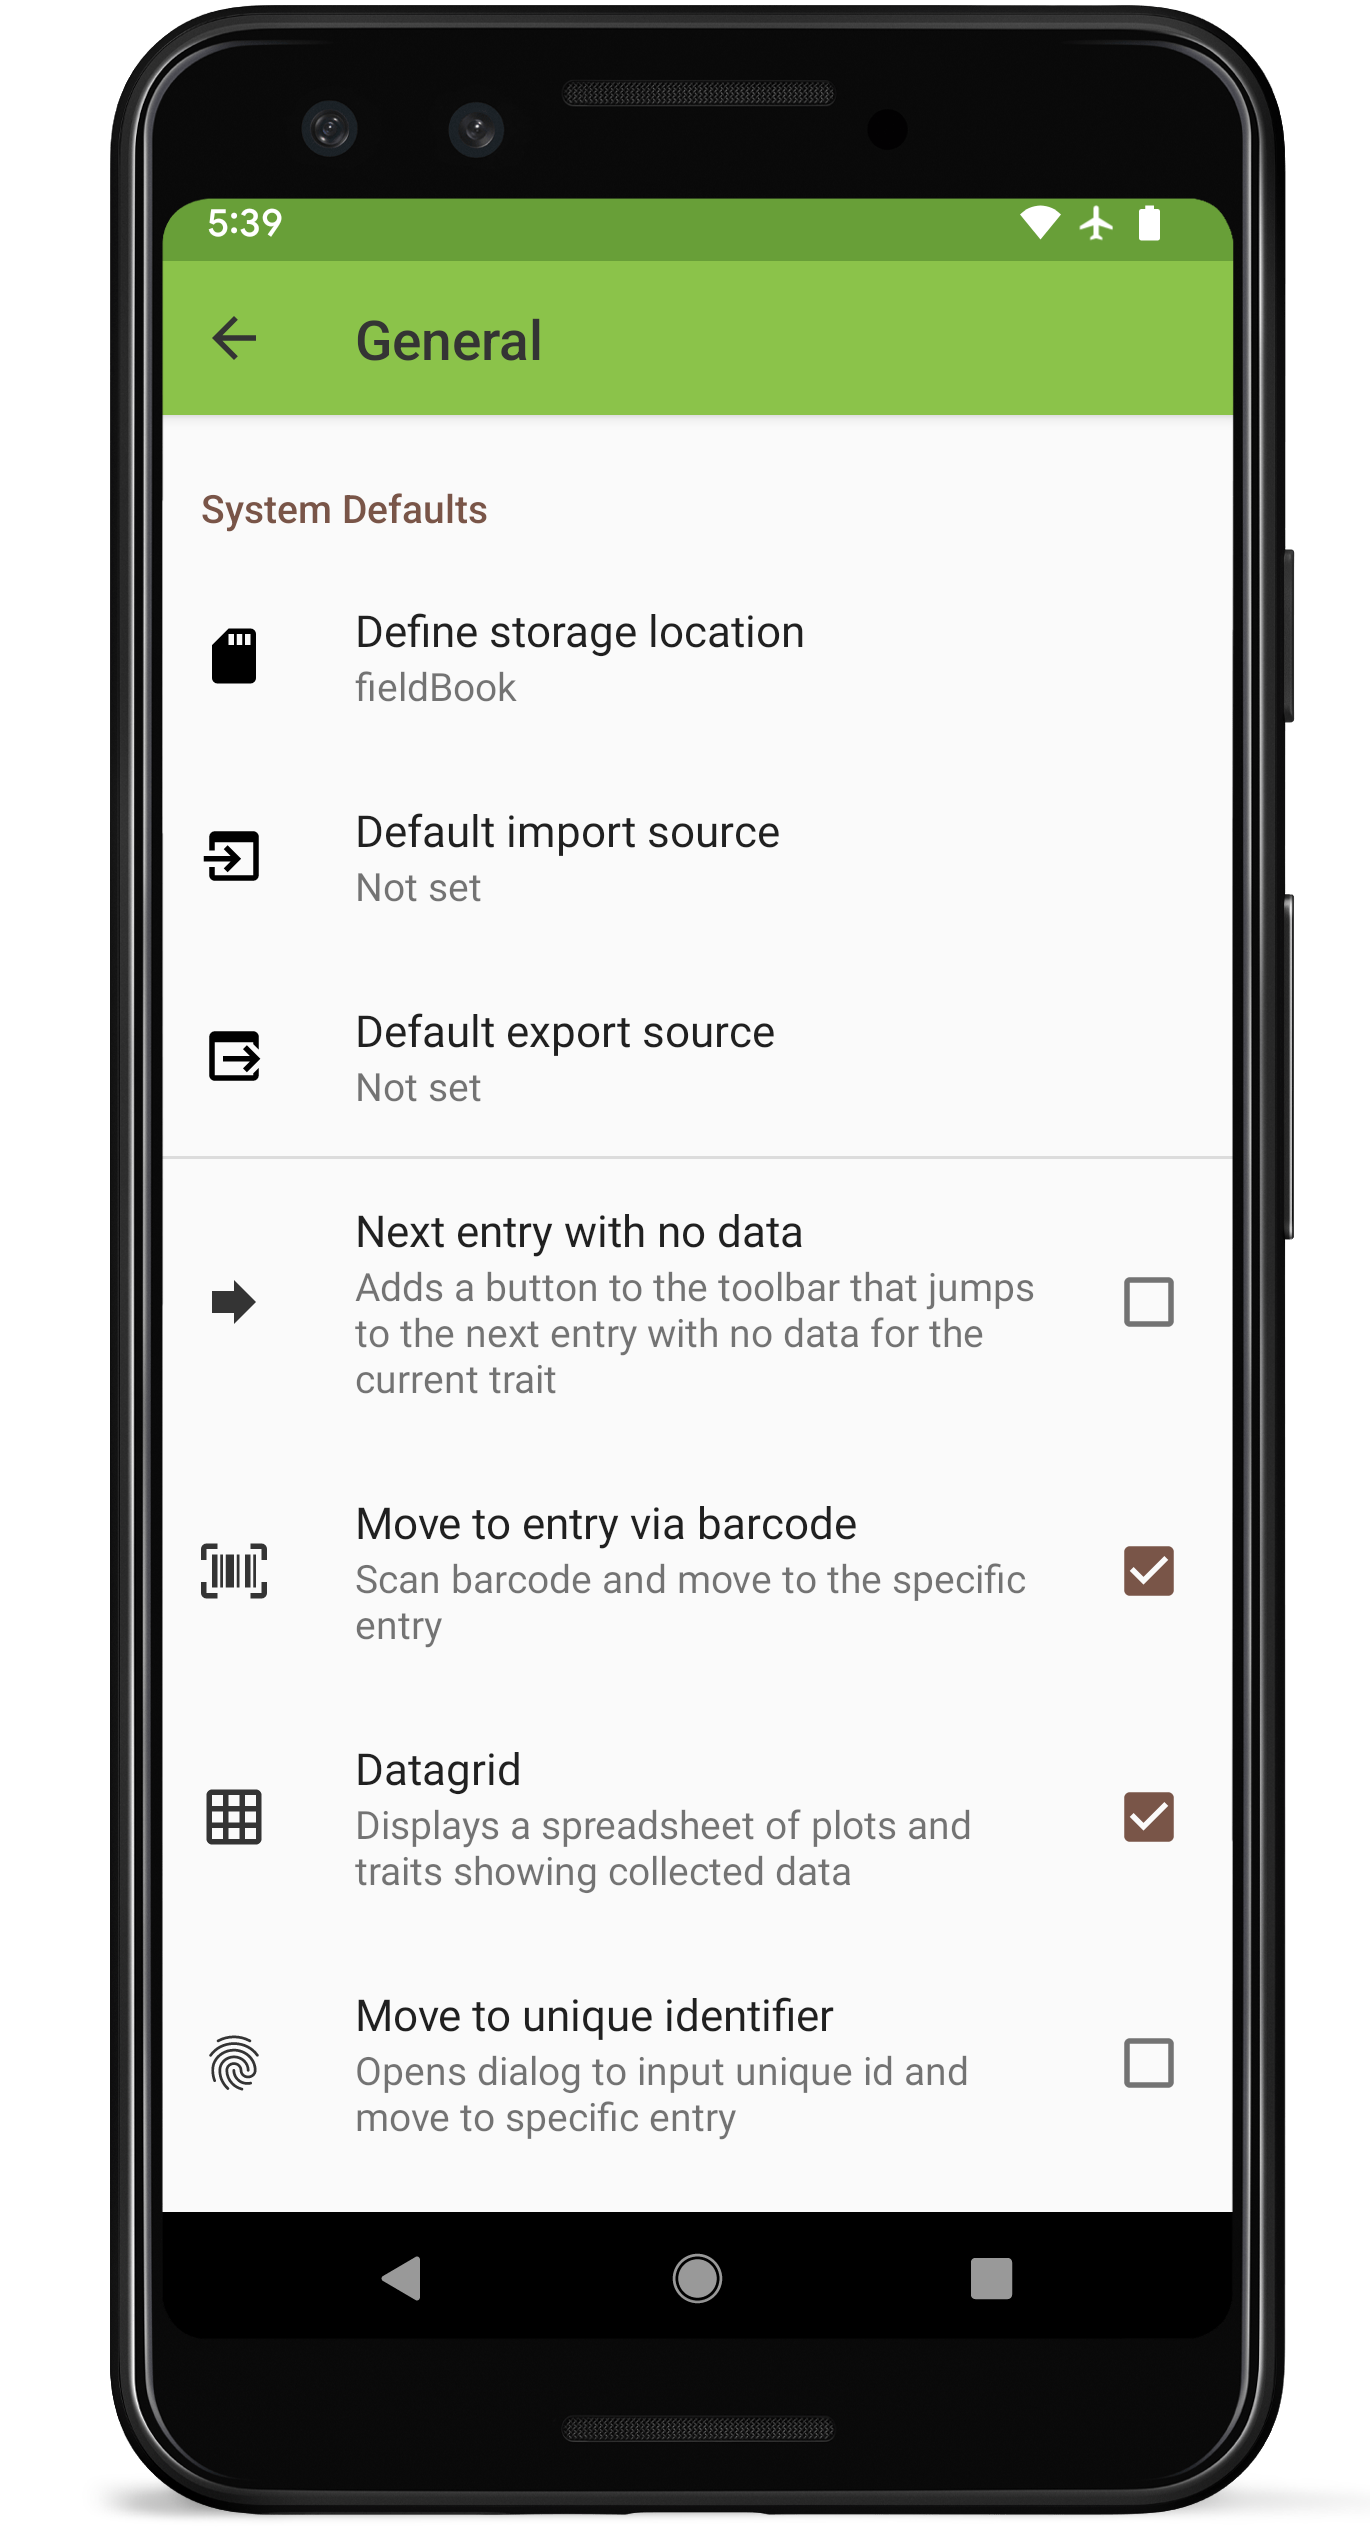 5:39
General
System Defaults
Define storage location
fieldBook
Default import source
Not set
Default export source
Not set
Next entry with no data
Adds a button to the toolbar that jumps
to the next entry with no data for the
current trait
Move to entry via barcode
Scan barcode and move to the specific
entry
Datagrid
Displays a spreadsheet of plots and
traits showing collected data
Move to unique identifier
Opens dialog to input unique id and
move to specific entry